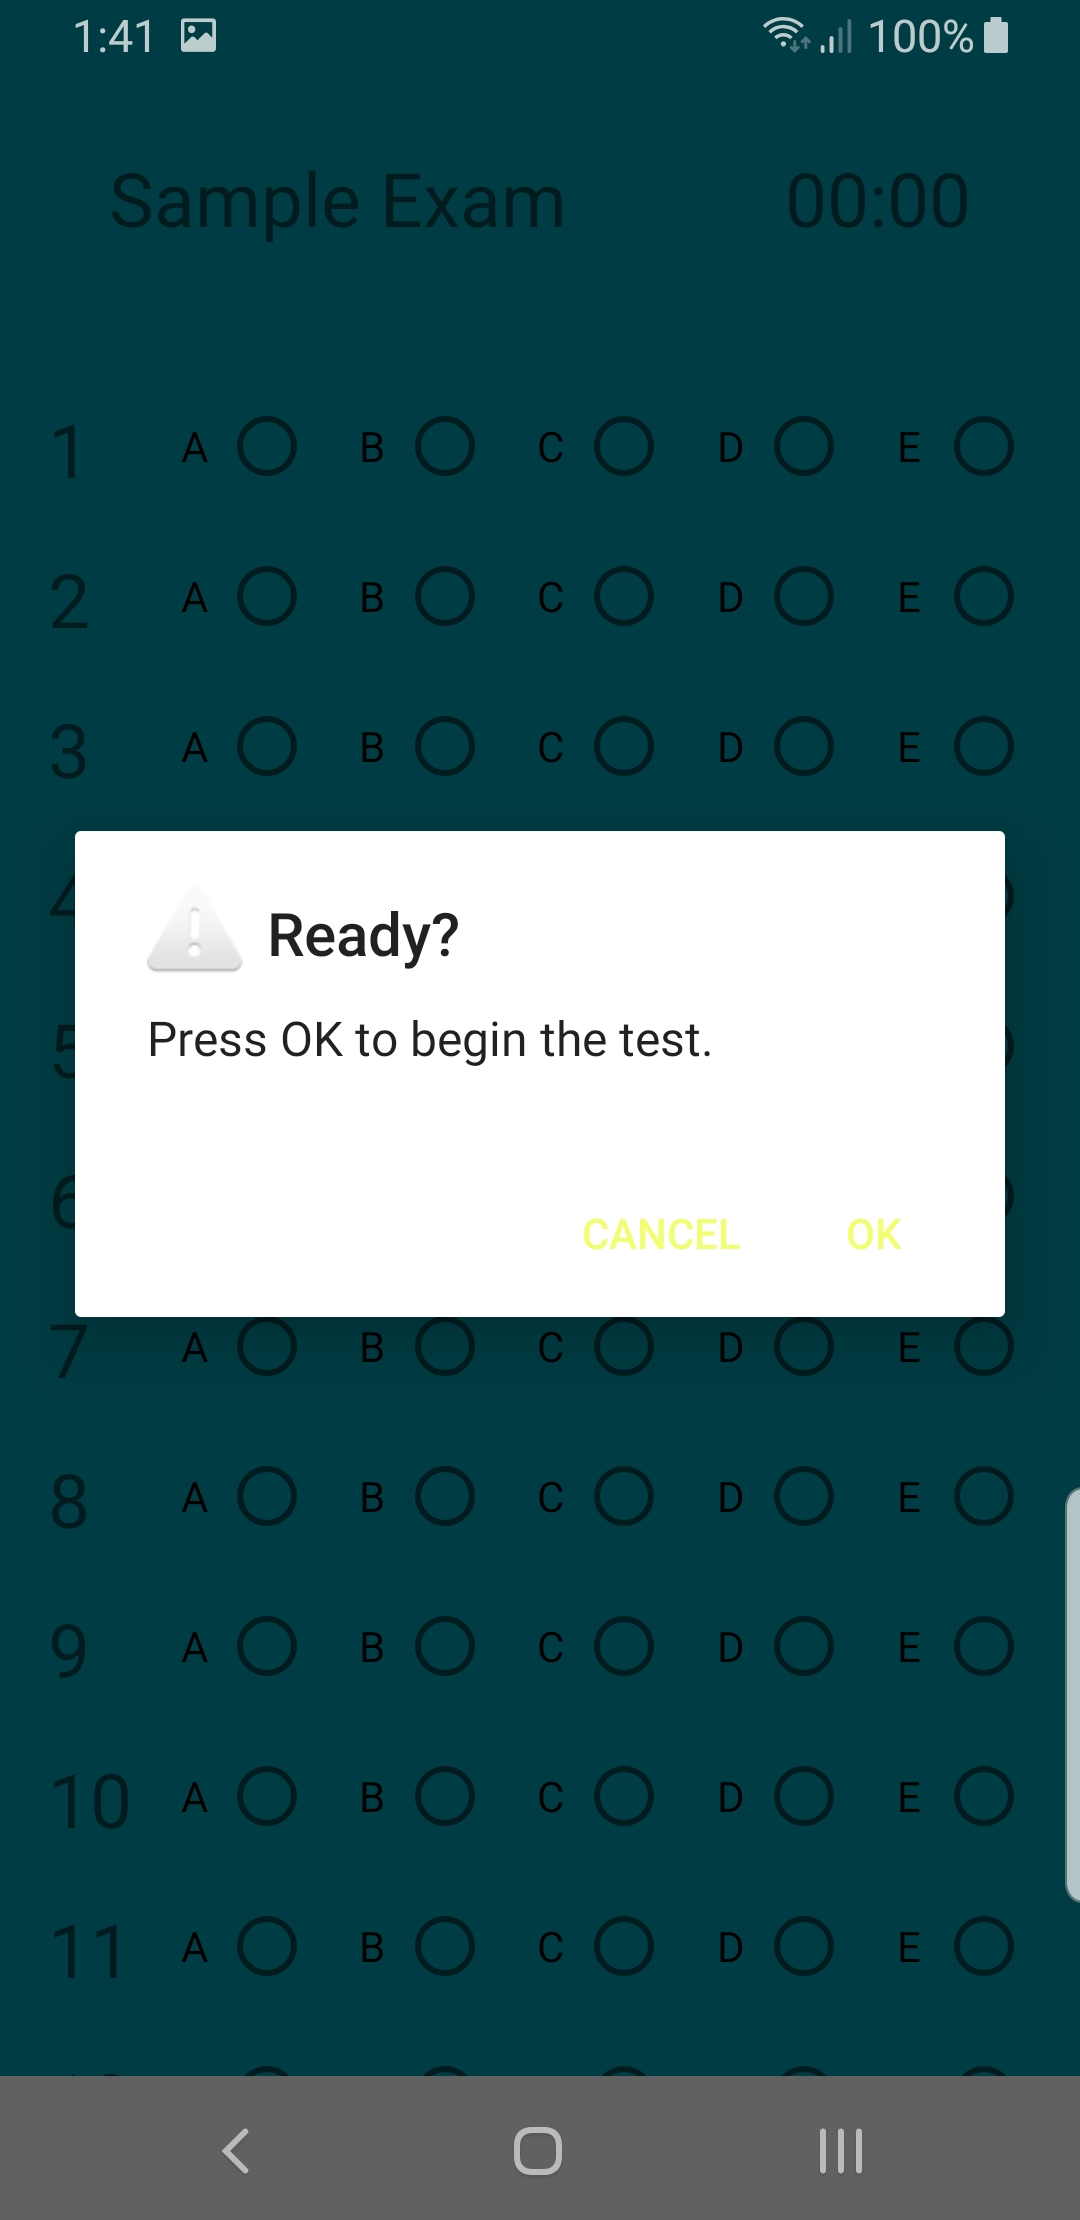 1:41 100%
Sample Exam 00:00
1 A B C D E
2 A B C D E
3 A B C D E
Ready?
Press OK to begin the test.
CANCEL OK
7 A B C D E
8 A B C D E
9 A B C D E
10 A B C D E
11 A B C D E